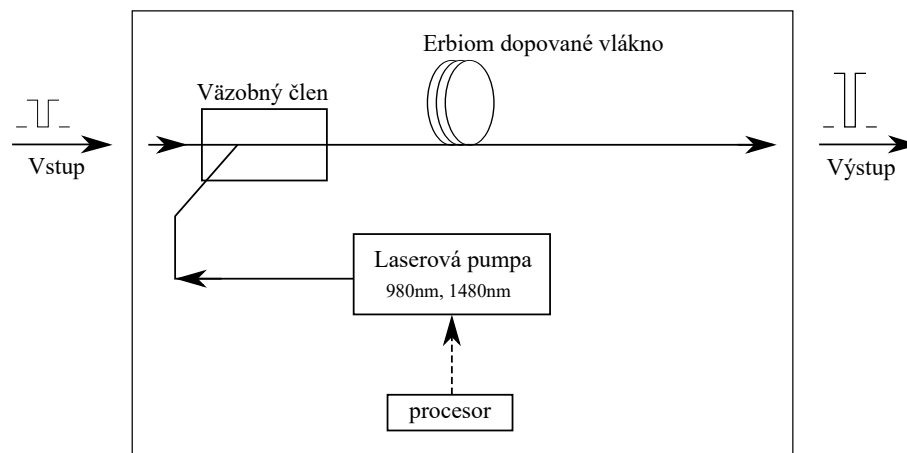 Erbiom dopované vlákno
Väzobný člen
Vstup
Výstup
Laserová pumpa
980nm, 1480nm
procesor